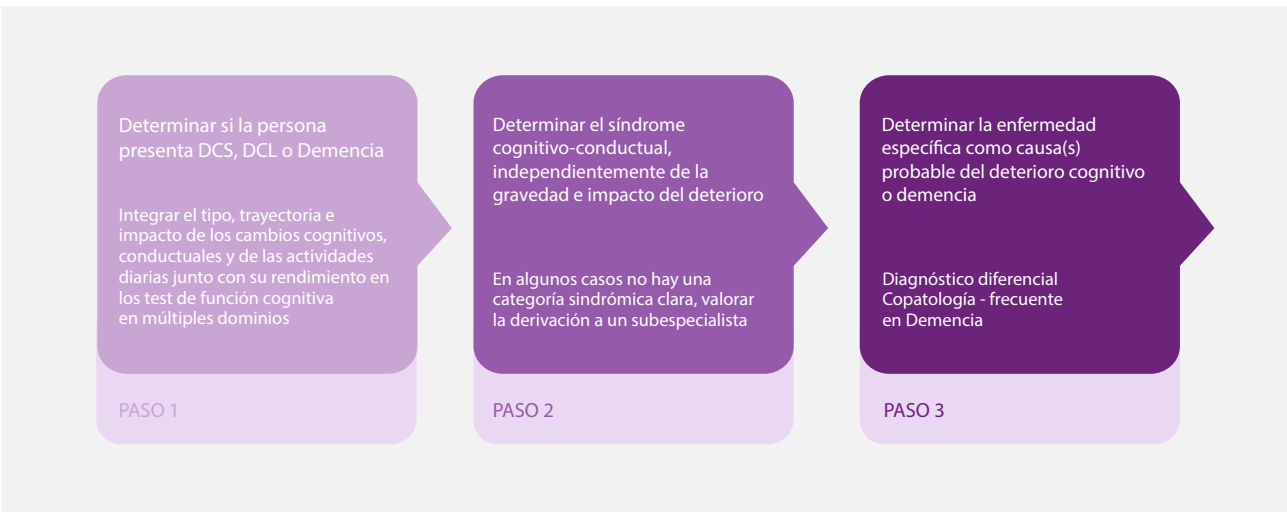 Determinar si la persona
presenta DCS, DCL o Demencia
Integrar el tipo, trayectoria e
impacto de los cambios cognitivos,
conductuales y de las actividades
diarias junto con su rendimiento en
los test de función cognitiva
en múltiples dominios
PASO 1
Determinar el síndrome
cognitivo-conductual,
independientemente de la
gravedad e impacto del deterioro
En algunos casos no hay una
categoría sindrómica clara, valorar
la derivación a un subespecialista
PASO 2
Determinar la enfermedad
específica como causa(s)
probable del deterioro cognitivo
o demencia
Diagnóstico diferencial
Copatología - frecuente
en Demencia
PASO 3